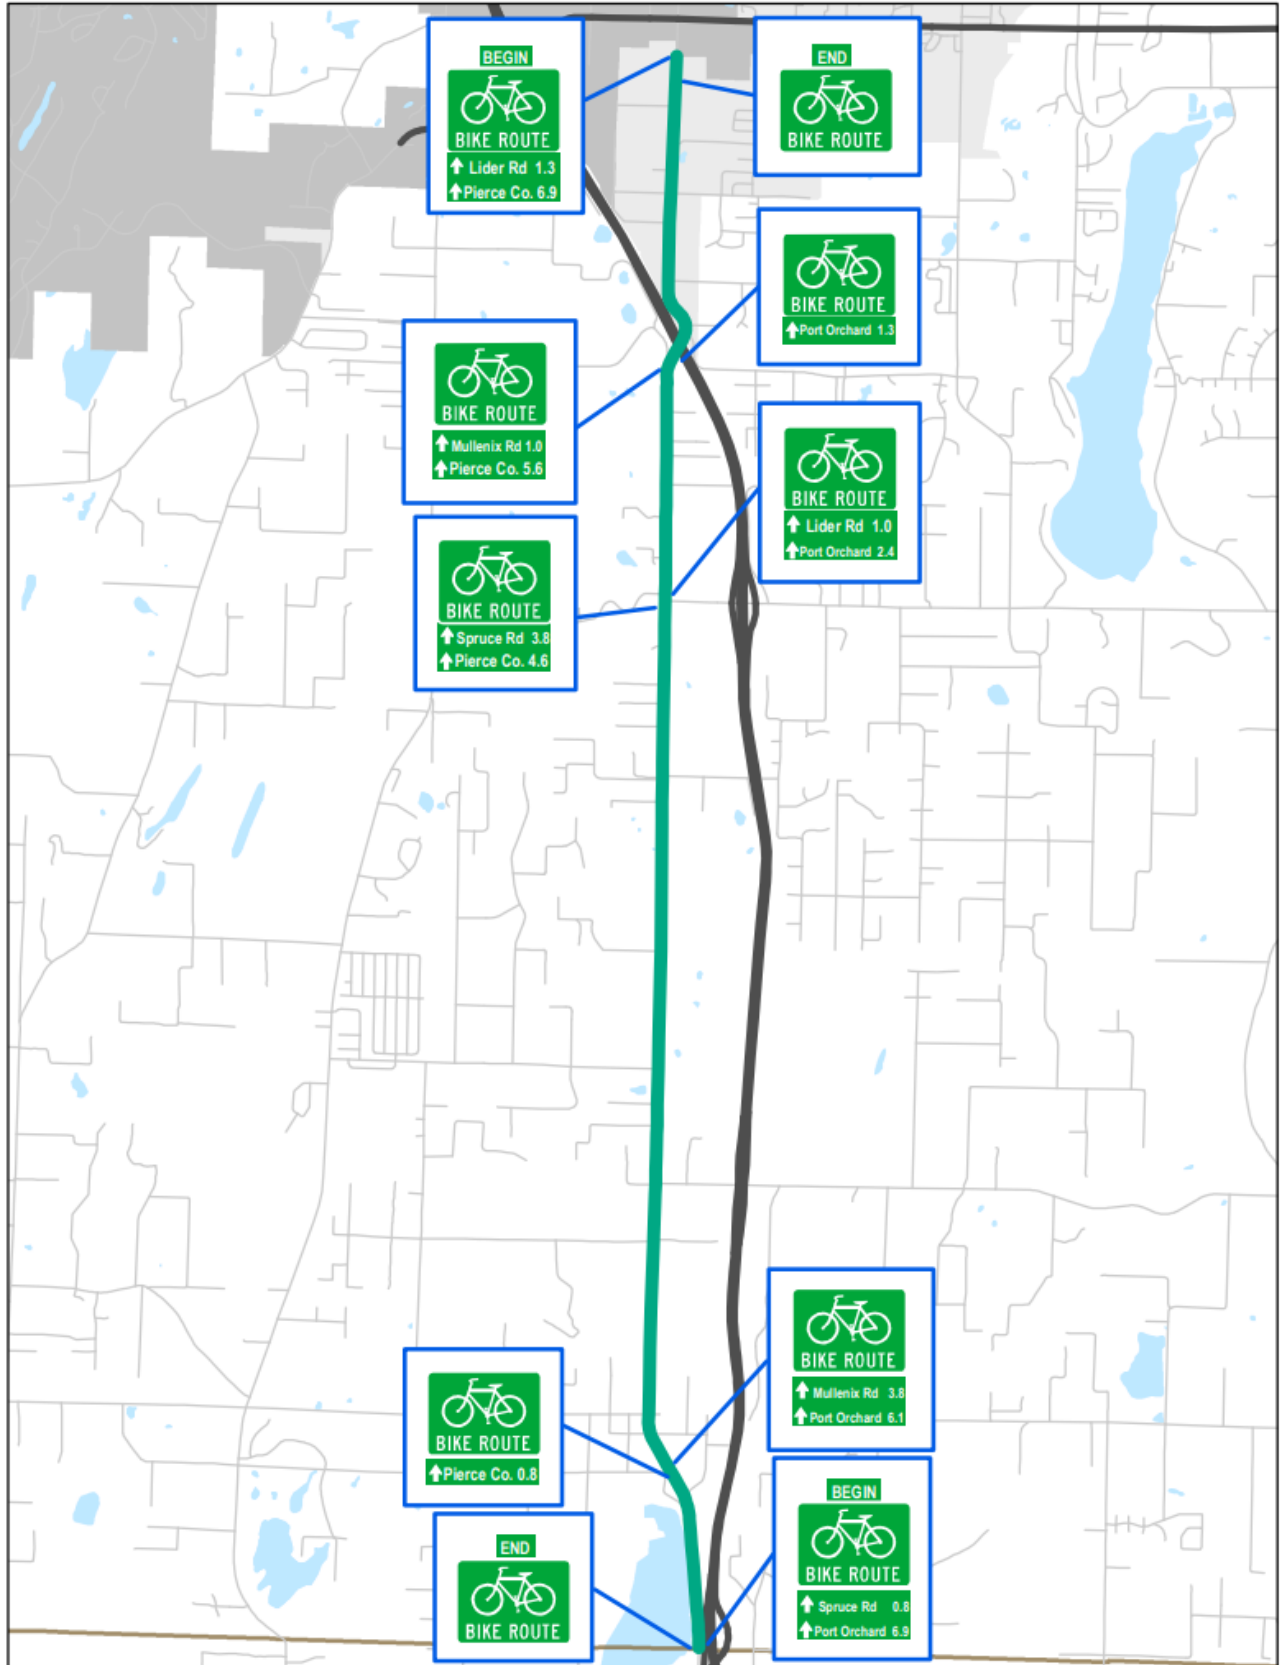 BEGIN
BIKE ROUTE
Lider Rd 1.3
Pierce Co. 6.9
END
BIKE ROUTE
BIKE ROUTE
Port Orchard 1.3
BIKE ROUTE
Mullenix Rd 1.0
Pierce Co. 5.6
BIKE ROUTE
Lider Rd 1.0
Port Orchard 2.4
BIKE ROUTE
Spruce Rd 3.8
Pierce Co. 4.6
BIKE ROUTE
Mullenix Rd 3.8
Port Orchard 6.1
BIKE ROUTE
Pierce Co. 0.8
BEGIN
BIKE ROUTE
Spruce Rd 0.8
Port Orchard 6.9
END
BIKE ROUTE